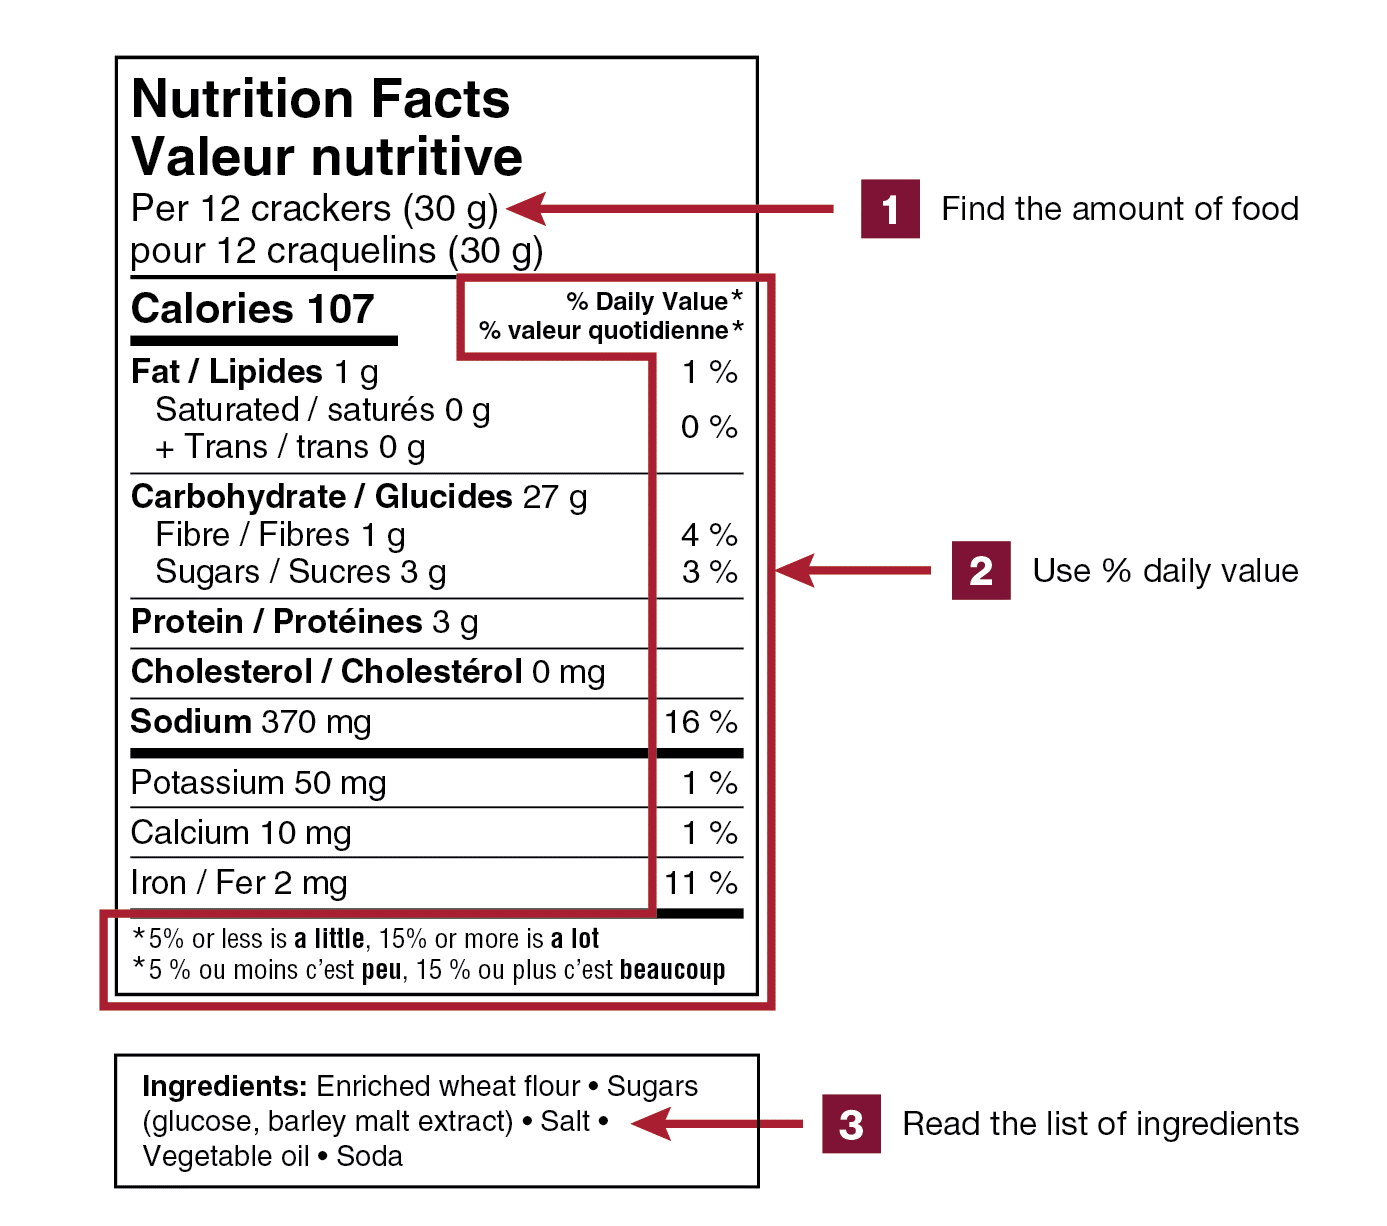 Nutrition Facts
Valeur nutritive
Per 12 crackers (30 g)
pour 12 craquelins (30 g)
1 Find the amount of food
Calories 107
% Daily Value*
% valeur quotidienne*
Fat / Lipides 1 g 1 %
Saturated / saturés 0 g
+ Trans / trans 0 g
0 %
Carbohydrate / Glucides 27 g
Fibre / Fibres 1 g 4 %
Sugars / Sucres 3 g 3 %
2 Use % daily value
Protein / Protéines 3 g
Cholesterol / Cholestérol 0 mg
Sodium 370 mg 16 %
Potassium 50 mg 1 %
Calcium 10 mg 1 %
Iron / Fer 2 mg 11 %
*5% or less is a little, 15% or more is a lot
*5 % ou moins c’est peu, 15 % ou plus c’est beaucoup
Ingredients: Enriched wheat flour • Sugars
(glucose, barley malt extract) • Salt •
Vegetable oil • Soda
3 Read the list of ingredients